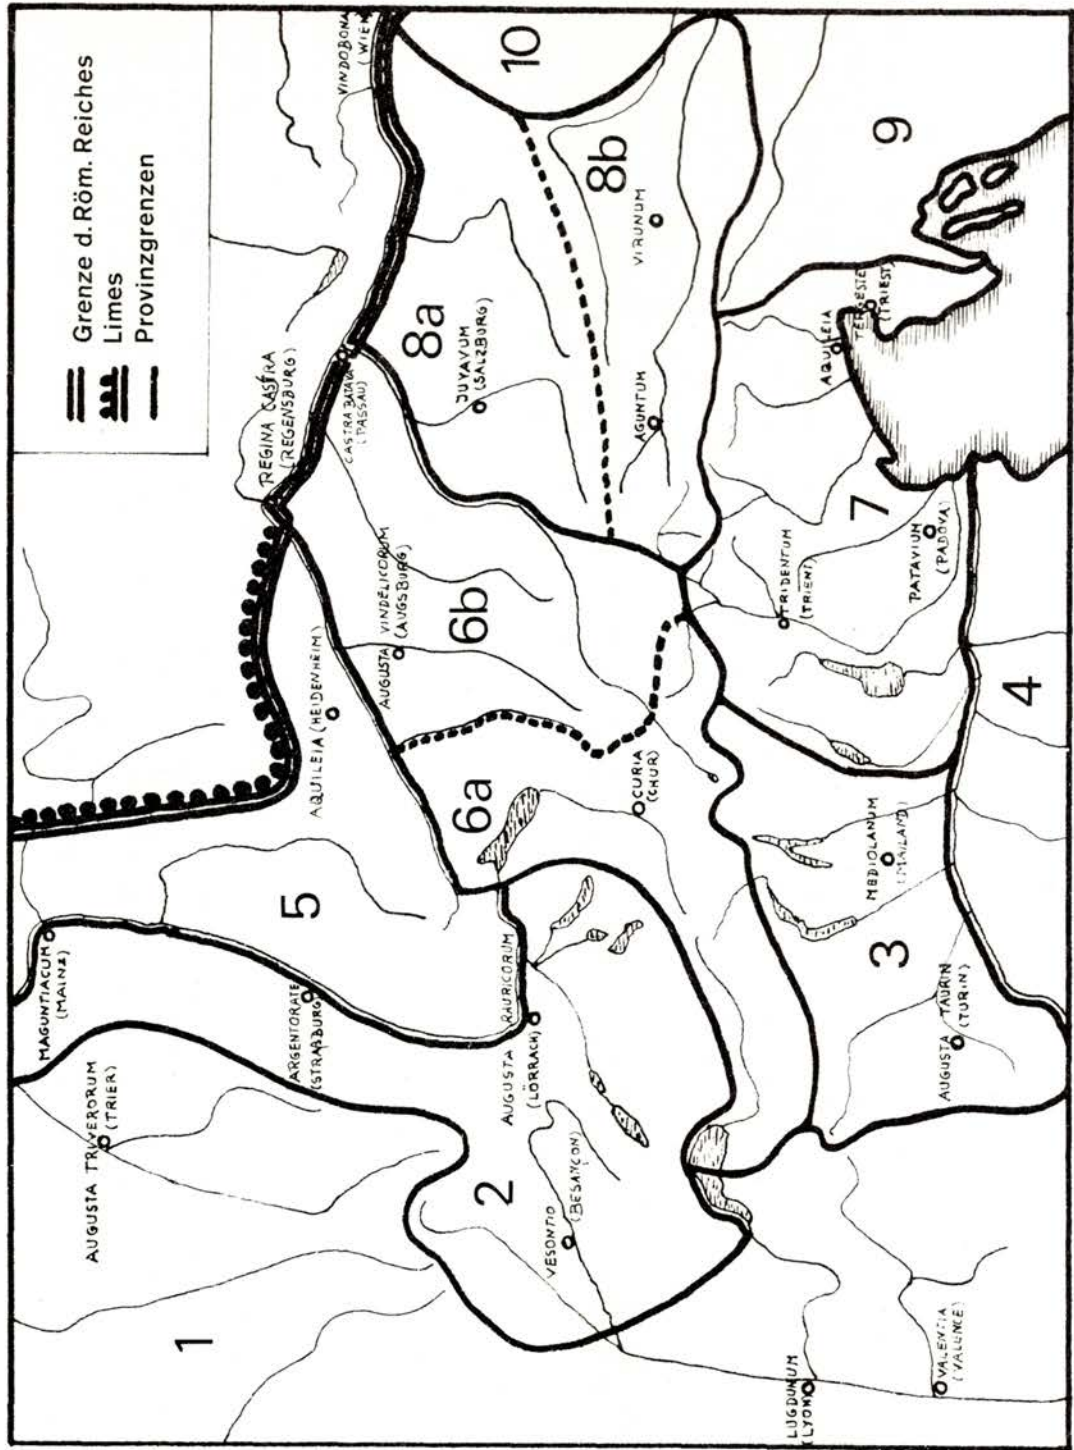 Grenze d. Röm. Reiches
Limes
Provinzgrenzen
MAGUNTIACUM
(MAINZ)
AUGUSTA TRIVERORUM
(TRIER)
1
5
ARGENTORATE
(STRAßBURG)
AQUILEIA (HEIDENHEIM)
REGINA CASTRA
(REGENSBURG)
CASTRA BATAVA
(PASSAU)
VINDOBONA
(WIEN)
AUGUSTA VINDELICORUM
(AUGSBURG)
6b
6a
8a
JUVAVUM
(SALZBURG)
10
2
AUGUSTA RAURICORUM
(LÖRRACH)
VESONTIO
(BESANÇON)
CURIA
(CHUR)
8b
VIRUNUM
AGUNTUM
LUGDUNUM
(LYON)
VALENTIA
(VALUNCE)
3
MEDIOLANUM
(MAILAND)
AUGUSTA TAURIN
(TURIN)
TRIDENTUM
(TRIENT)
7
PATAVIUM
(PADOVA)
AQUILEIA
TERGESTE
(TRIEST)
9
4